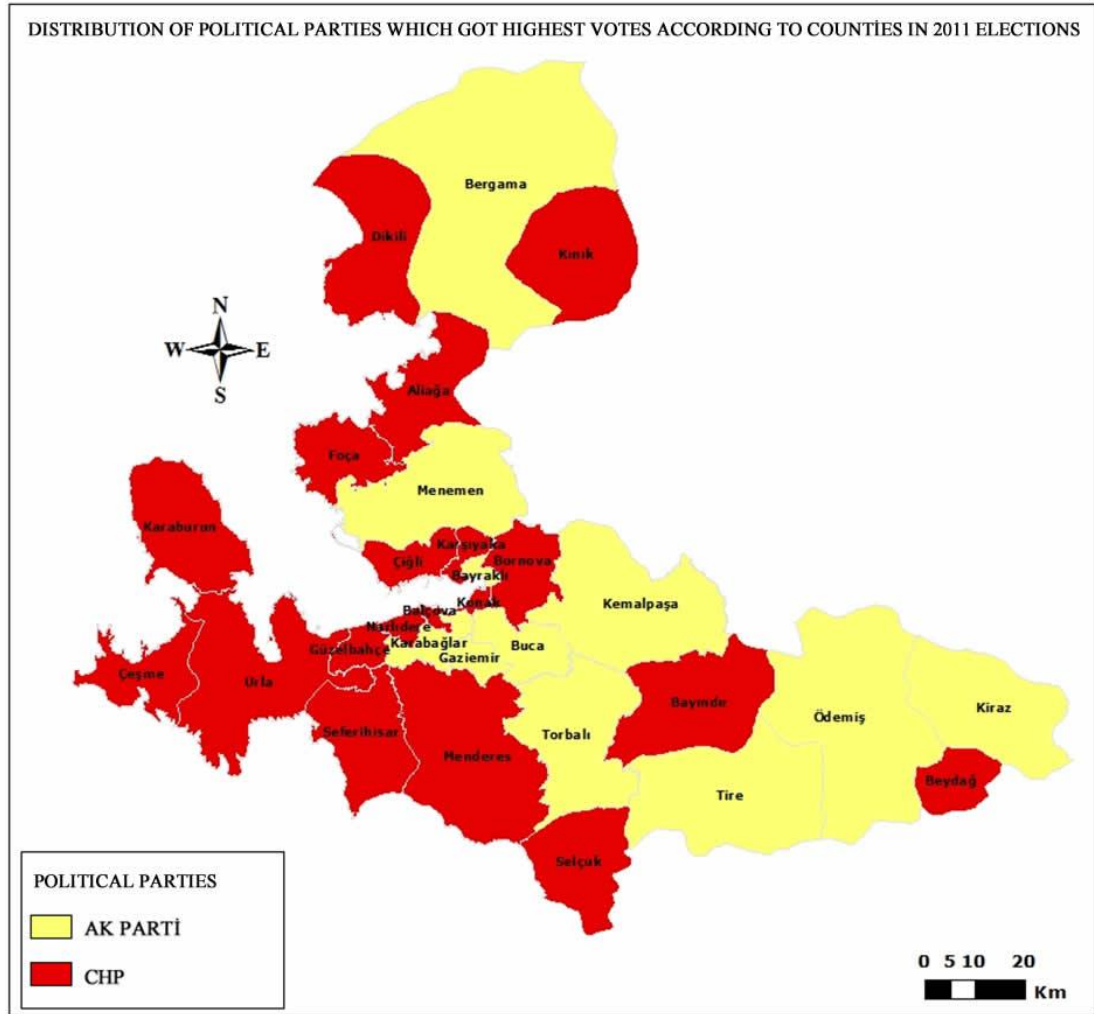 DISTRIBUTION OF POLITICAL PARTIES WHICH GOT HIGHEST VOTES ACCORDING TO COUNTİES IN 2011 ELECTIONS
Bergama
Dikili
Kınık
N
W E
S
Aliağa
Foça
Menemen
Karaburun
Karşıyaka
Çiğli
Bornova
Bayraklı
Konak
Balçova
Narlıdere
Kemalpaşa
Karabağlar
Buca
Güzelbahçe
Gaziemir
Çeşme
Urla
Bayındır
Kiraz
Ödemiş
Seferihisar
Torbalı
Menderes
Beydağ
Tire
Selçuk
POLITICAL PARTIES
AK PARTİ
CHP
0 5 10 20
Km